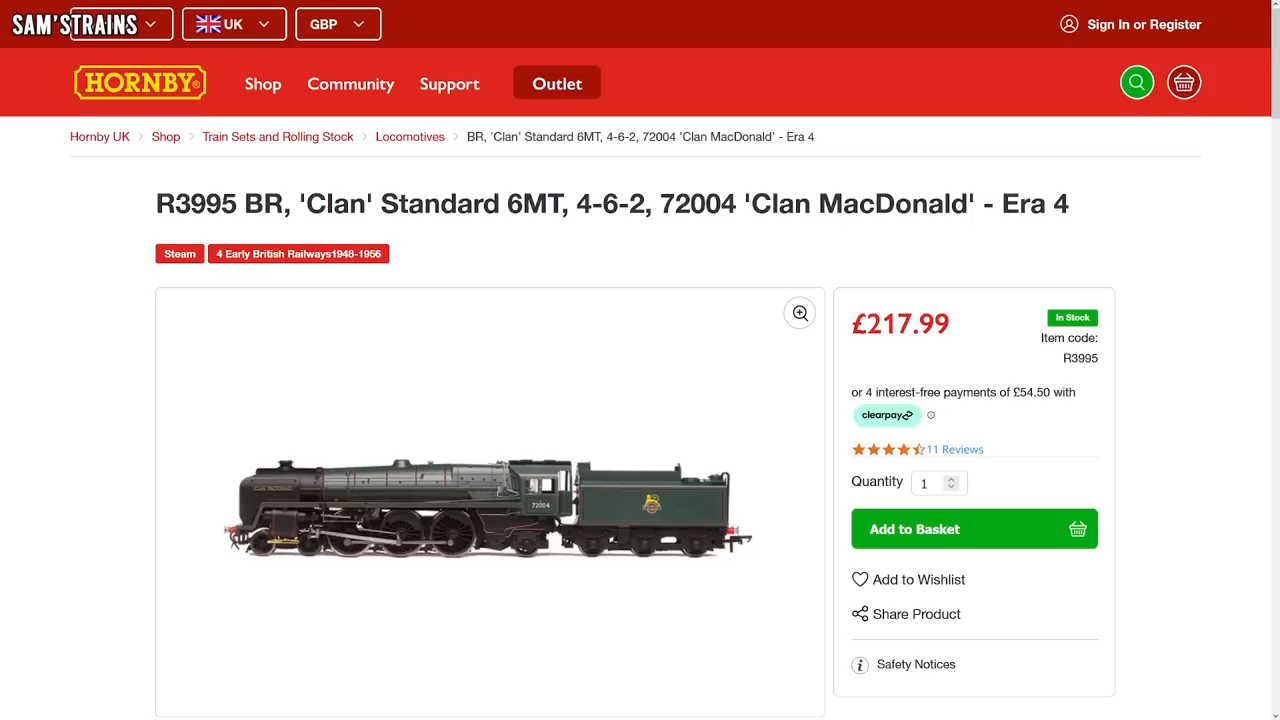 SAM'STRAINS
UK
GBP
Sign In or Register
HORNBY®
Shop
Community
Support
Outlet
Hornby UK > Shop > Train Sets and Rolling Stock > Locomotives > BR, 'Clan' Standard 6MT, 4-6-2, 72004 'Clan MacDonald' - Era 4
R3995 BR, 'Clan' Standard 6MT, 4-6-2, 72004 'Clan MacDonald' - Era 4
Steam
4 Early British Railways1948-1956
£217.99
In Stock
Item code:
R3995
or 4 interest-free payments of £54.50 with
clearpay
11 Reviews
Quantity
1
Add to Basket
Add to Wishlist
Share Product
Safety Notices
CLAN MACDONALD
72004